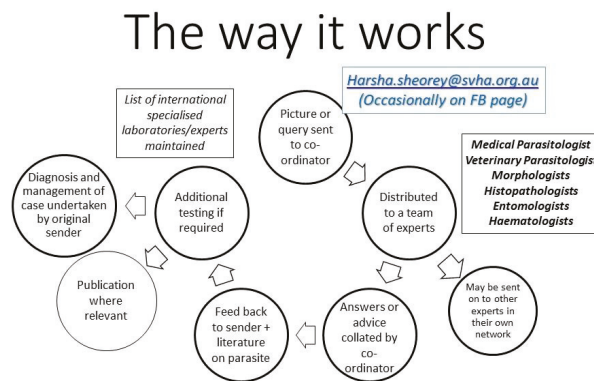 The way it works
Harsha.sheorey@svha.org.au
(Occasionally on FB page)
List of international
specialised
laboratories/experts
maintained
Picture or
query sent
to co-
ordinator
Medical Parasitologist
Veterinary Parasitologist
Morphologists
Histopathologists
Entomologists
Haematologists
Diagnosis and
management of
case undertaken
by original
sender
Additional
testing if
required
Distributed
to a team
of experts
Publication
where
relevant
Feed back
to sender +
literature
on parasite
Answers or
advice
collated by
co-
ordinator
May be sent
on to other
experts in
their own
network